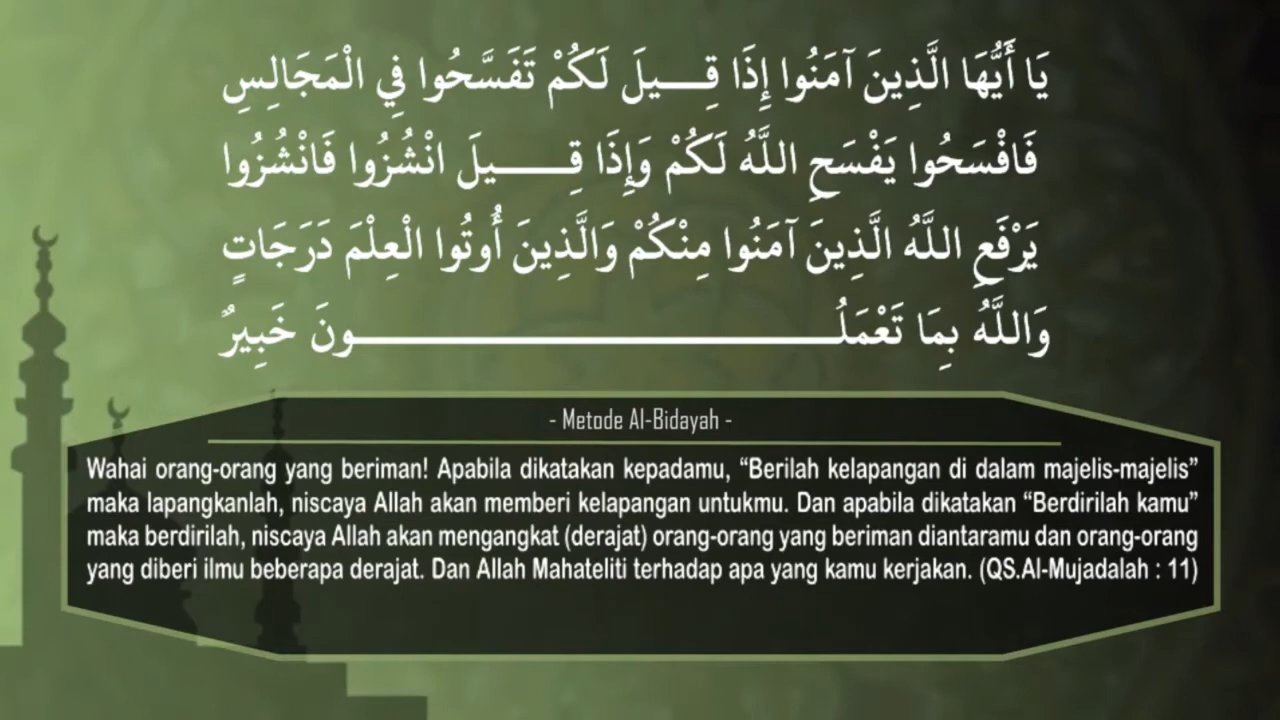 يَا أَيُّهَا الَّذِينَ آمَنُوا إِذَا قِـــيلَ لَكُمْ تَفَسَّحُوا فِي الْمَجَالِسِ
فَافْسَحُوا يَفْسَحِ اللَّهُ لَكُمْ وَإِذَا قِـــــيلَ انْشُزُوا فَانْشُزُوا
يَرْفَعِ اللَّهُ الَّذِينَ آمَنُوا مِنْكُمْ وَالَّذِينَ أُوتُوا الْعِلْمَ دَرَجَاتٍ
وَاللَّهُ بِمَا تَعْمَلُــــــــــــــــــــــــــــونَ خَبِيرٌ
- Metode Al-Bidayah -
Wahai orang-orang yang beriman! Apabila dikatakan kepadamu, “Berilah kelapangan di dalam majelis-majelis”
maka lapangkanlah, niscaya Allah akan memberi kelapangan untukmu. Dan apabila dikatakan “Berdirilah kamu”
maka berdirilah, niscaya Allah akan mengangkat (derajat) orang-orang yang beriman diantaramu dan orang-orang
yang diberi ilmu beberapa derajat. Dan Allah Mahateliti terhadap apa yang kamu kerjakan. (QS.Al-Mujadalah : 11)